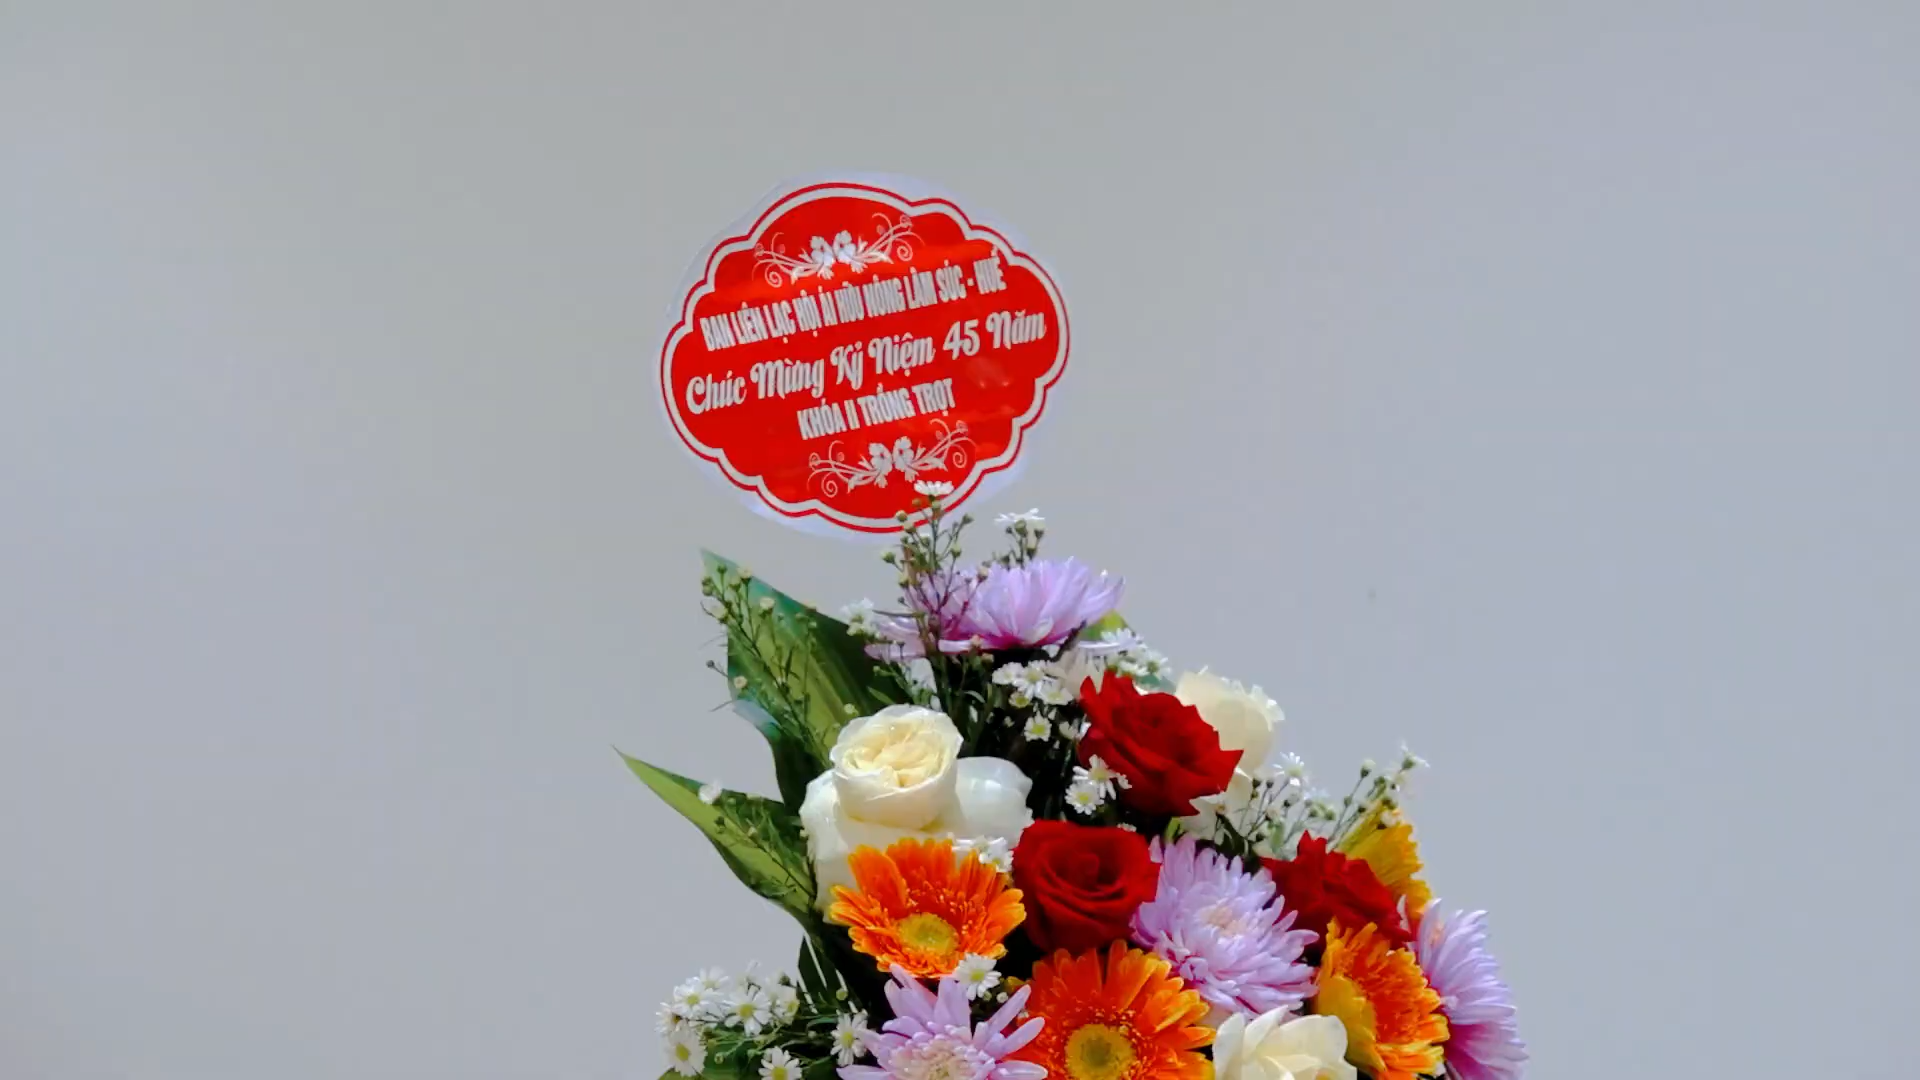 BAN LIÊN LẠC HỘI ÁI HỮU NÔNG LÂM SÚC - HUẾ
Chúc Mừng Kỷ Niệm 45 Năm
KHÓA II TRỒNG TRỌT